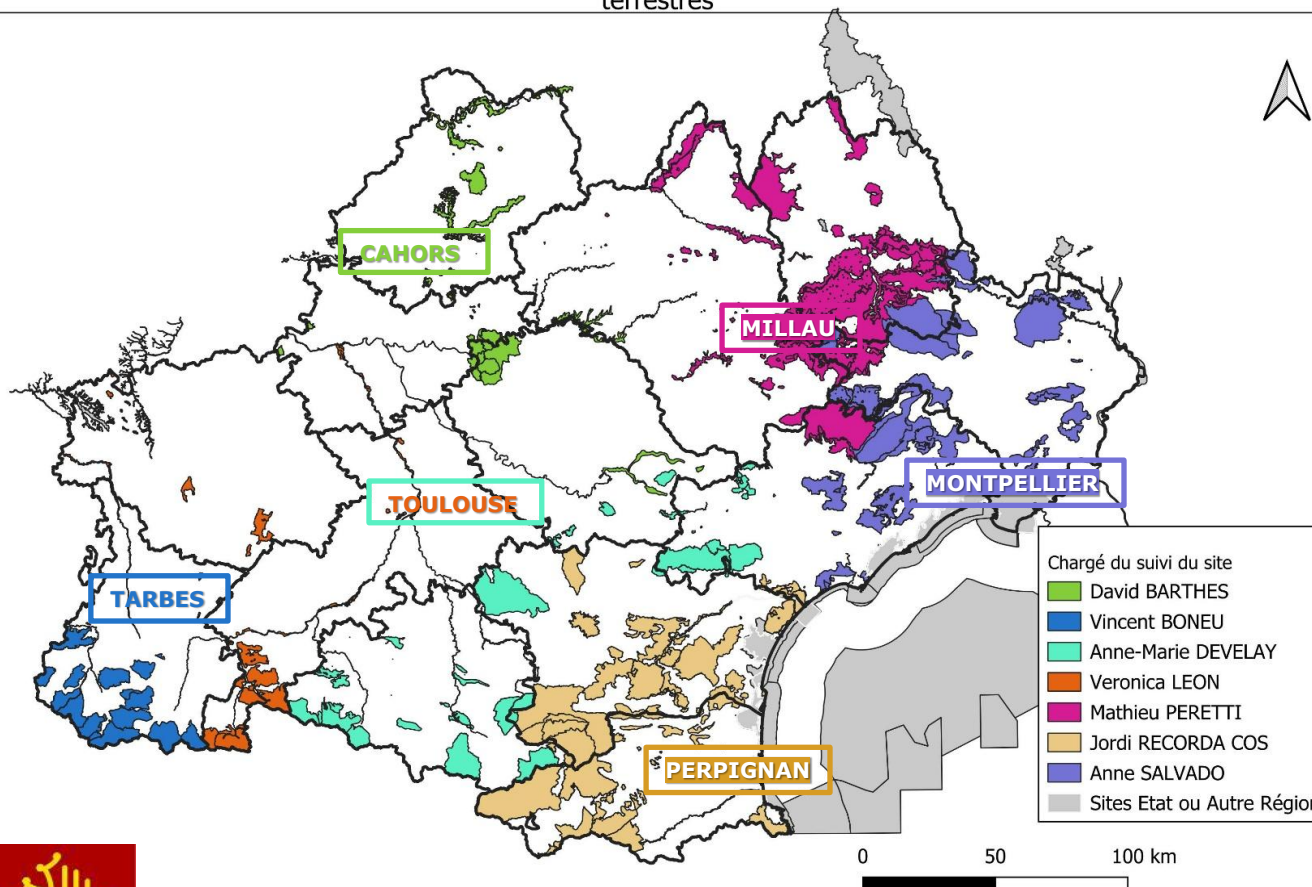 terrestres
CAHORS
MILLAU
MONTPELLIER
TOULOUSE
TARBES
PERPIGNAN
Chargé du suivi du site
David BARTHES
Vincent BONEU
Anne-Marie DEVELAY
Veronica LEON
Mathieu PERETTI
Jordi RECORDA COS
Anne SALVADO
Sites Etat ou Autre Région
0 50 100 km